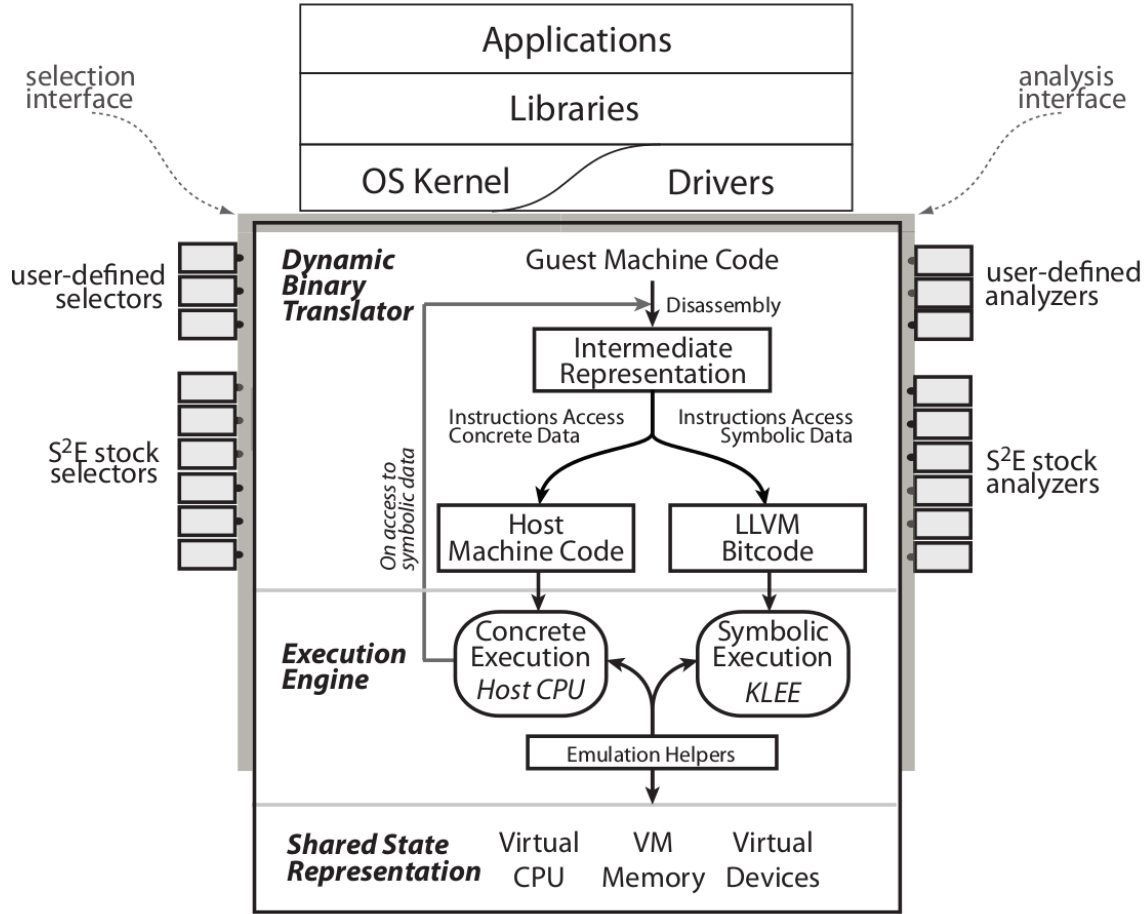 Applications
selection
interface
analysis
interface
Libraries
OS Kernel
Drivers
Dynamic
Binary
Translator
Guest Machine Code
user-defined
selectors
user-defined
analyzers
Disassembly
Intermediate
Representation
Instructions Access
Concrete Data
Instructions Access
Symbolic Data
S²E stock
selectors
S²E stock
analyzers
On access to
symbolic data
Host
Machine Code
LLVM
Bitcode
Execution
Engine
Concrete
Execution
Host CPU
Symbolic
Execution
KLEE
Emulation Helpers
Shared State
Representation
Virtual
CPU
VM
Memory
Virtual
Devices